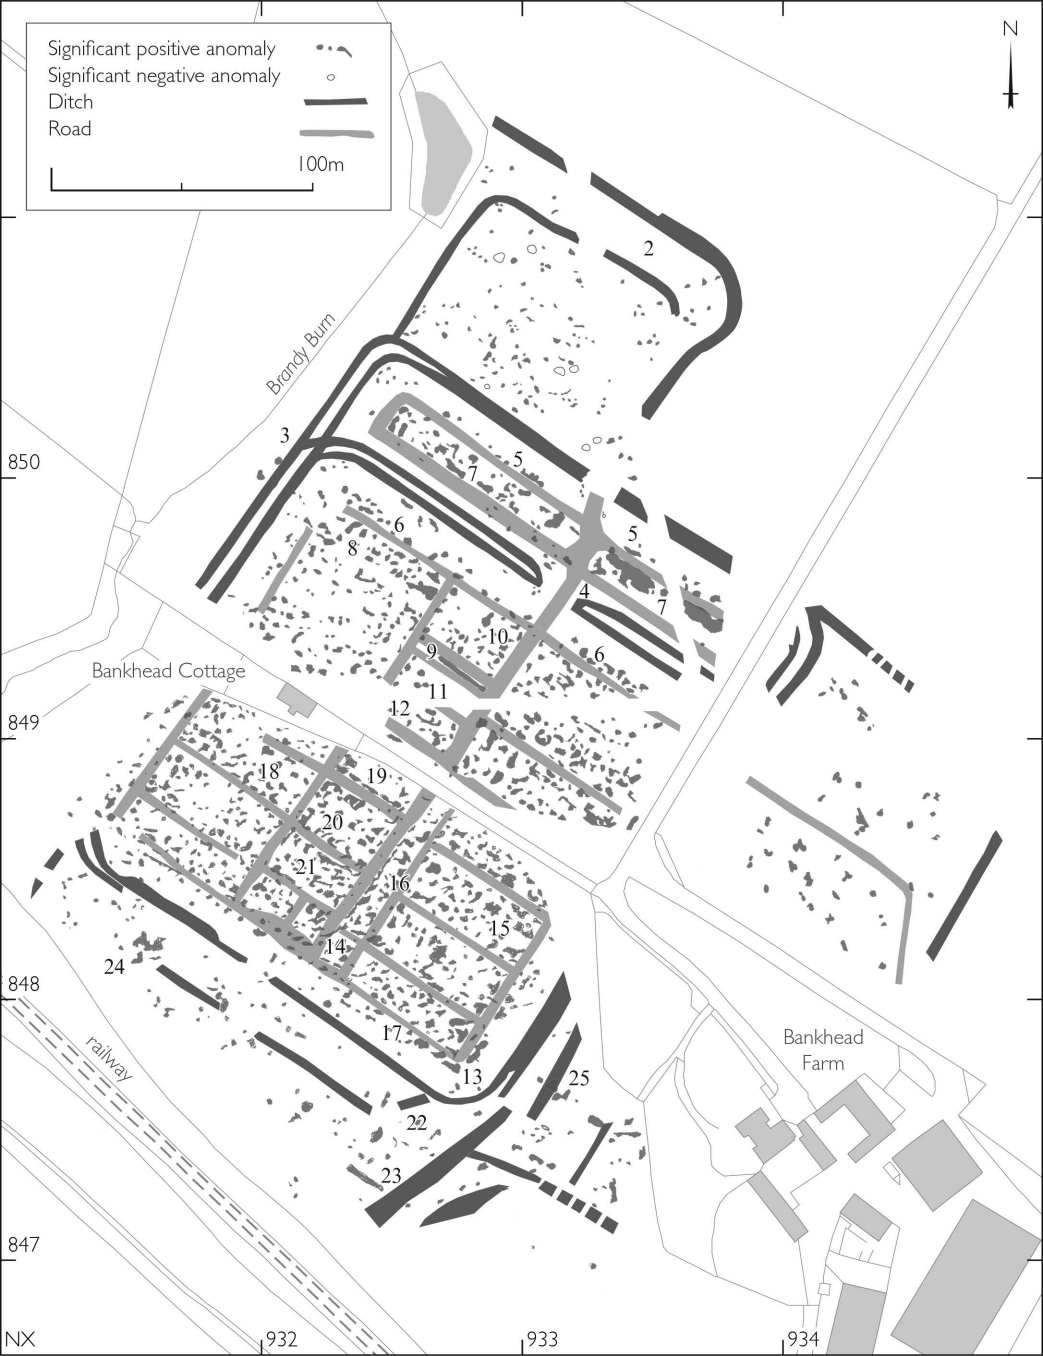 Significant positive anomaly
Significant negative anomaly
Ditch
Road
100m
N
2
Brandy Burn
3
5
850
7
6
5
8
4
7
10
9
6
Bankhead Cottage
11
12
849
18
19
20
21
16
15
14
24
848
17
Bankhead
Farm
railway
13
25
22
23
847
NX
932
933
934